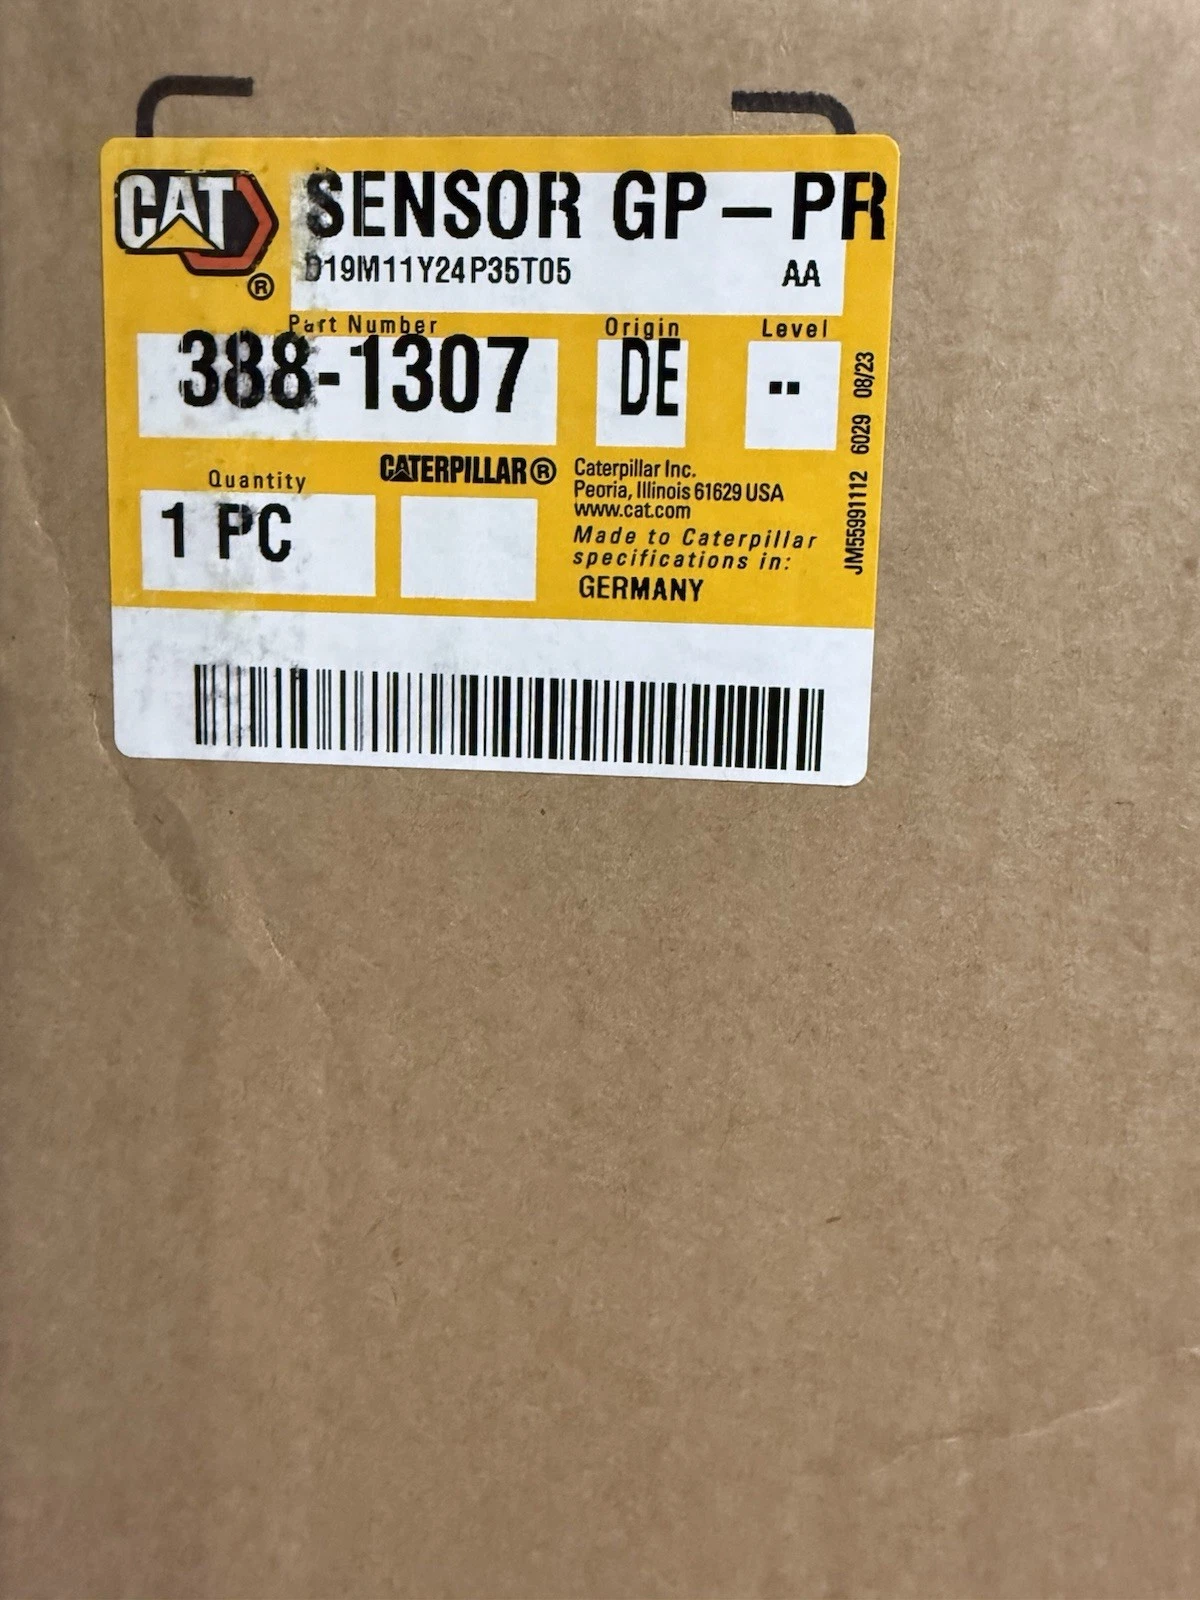 CAT
®
SENSOR GP-PR
D19M11Y24P35T05
AA
Part Number
Origin
Level
388-1307
DE
--
JM55991112 6029 08/23
Quantity
CATERPILLAR®
1 PC
Caterpillar Inc.
Peoria, Illinois 61629 USA
www.cat.com
Made to Caterpillar
specifications in:
GERMANY